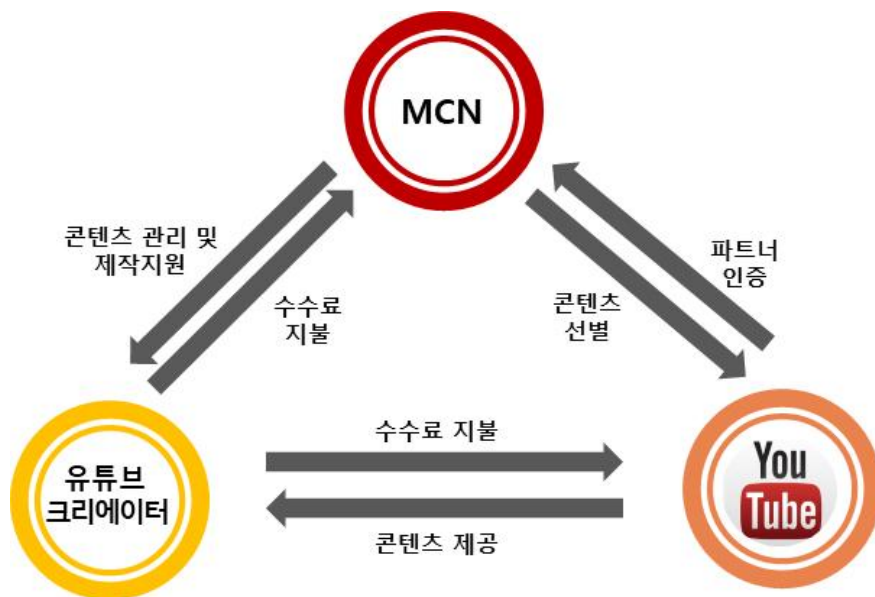 MCN
콘텐츠 관리 및
제작지원
수수료
지불
콘텐츠
선별
파트너
인증
유튜브
크리에이터
수수료 지불
콘텐츠 제공
You
Tube